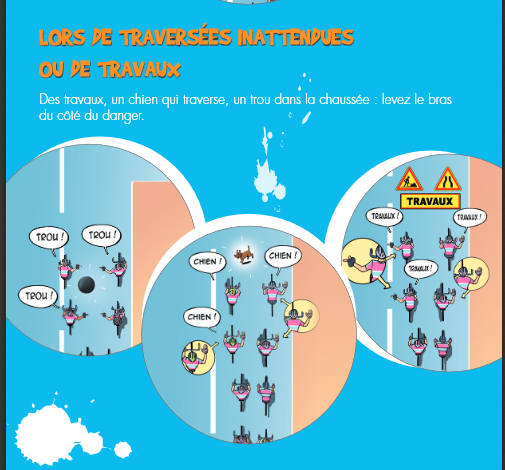 LORS DE TRAVERSÉES INATTENDUES
OU DE TRAVAUX
Des travaux, un chien qui traverse, un trou dans la chaussée : levez le bras
du côté du danger.
TROU !
TROU !
TROU !
CHIEN !
CHIEN !
CHIEN !
TRAVAUX
TRAVAUX !
TRAVAUX !
TRAVAUX !